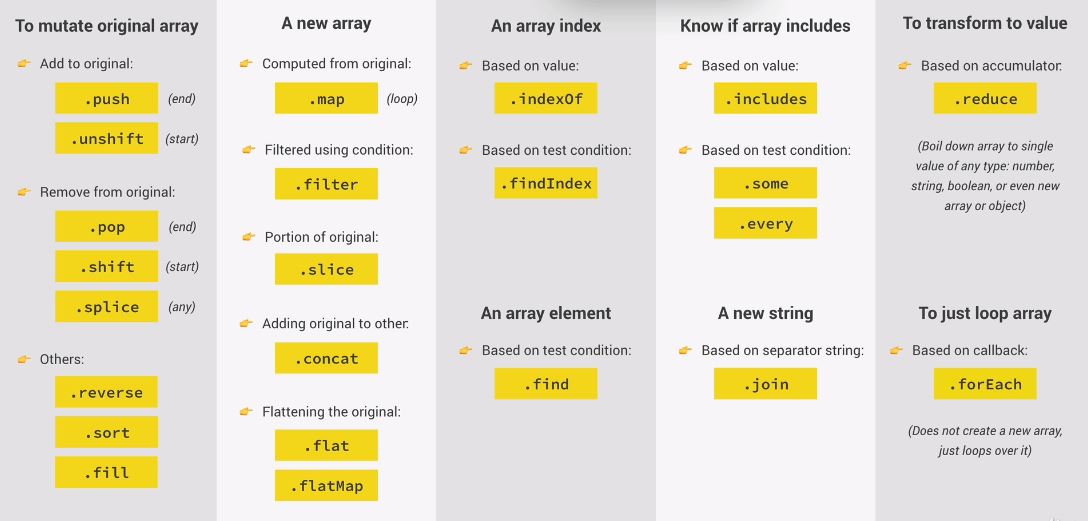 To mutate original array
Add to original:
.push (end)
.unshift (start)
Remove from original:
.pop (end)
.shift (start)
.splice (any)
Others:
.reverse
.sort
.fill
A new array
Computed from original:
.map (loop)
Filtered using condition:
.filter
Portion of original:
.slice
Adding original to other:
.concat
Flattening the original:
.flat
.flatMap
An array index
Based on value:
.indexOf
Based on test condition:
.findIndex
An array element
Based on test condition:
.find
Know if array includes
Based on value:
.includes
Based on test condition:
.some
.every
A new string
Based on separator string:
.join
To transform to value
Based on accumulator:
.reduce
(Boil down array to single
value of any type: number,
string, boolean, or even new
array or object)
To just loop array
Based on callback:
.forEach
(Does not create a new array,
just loops over it)